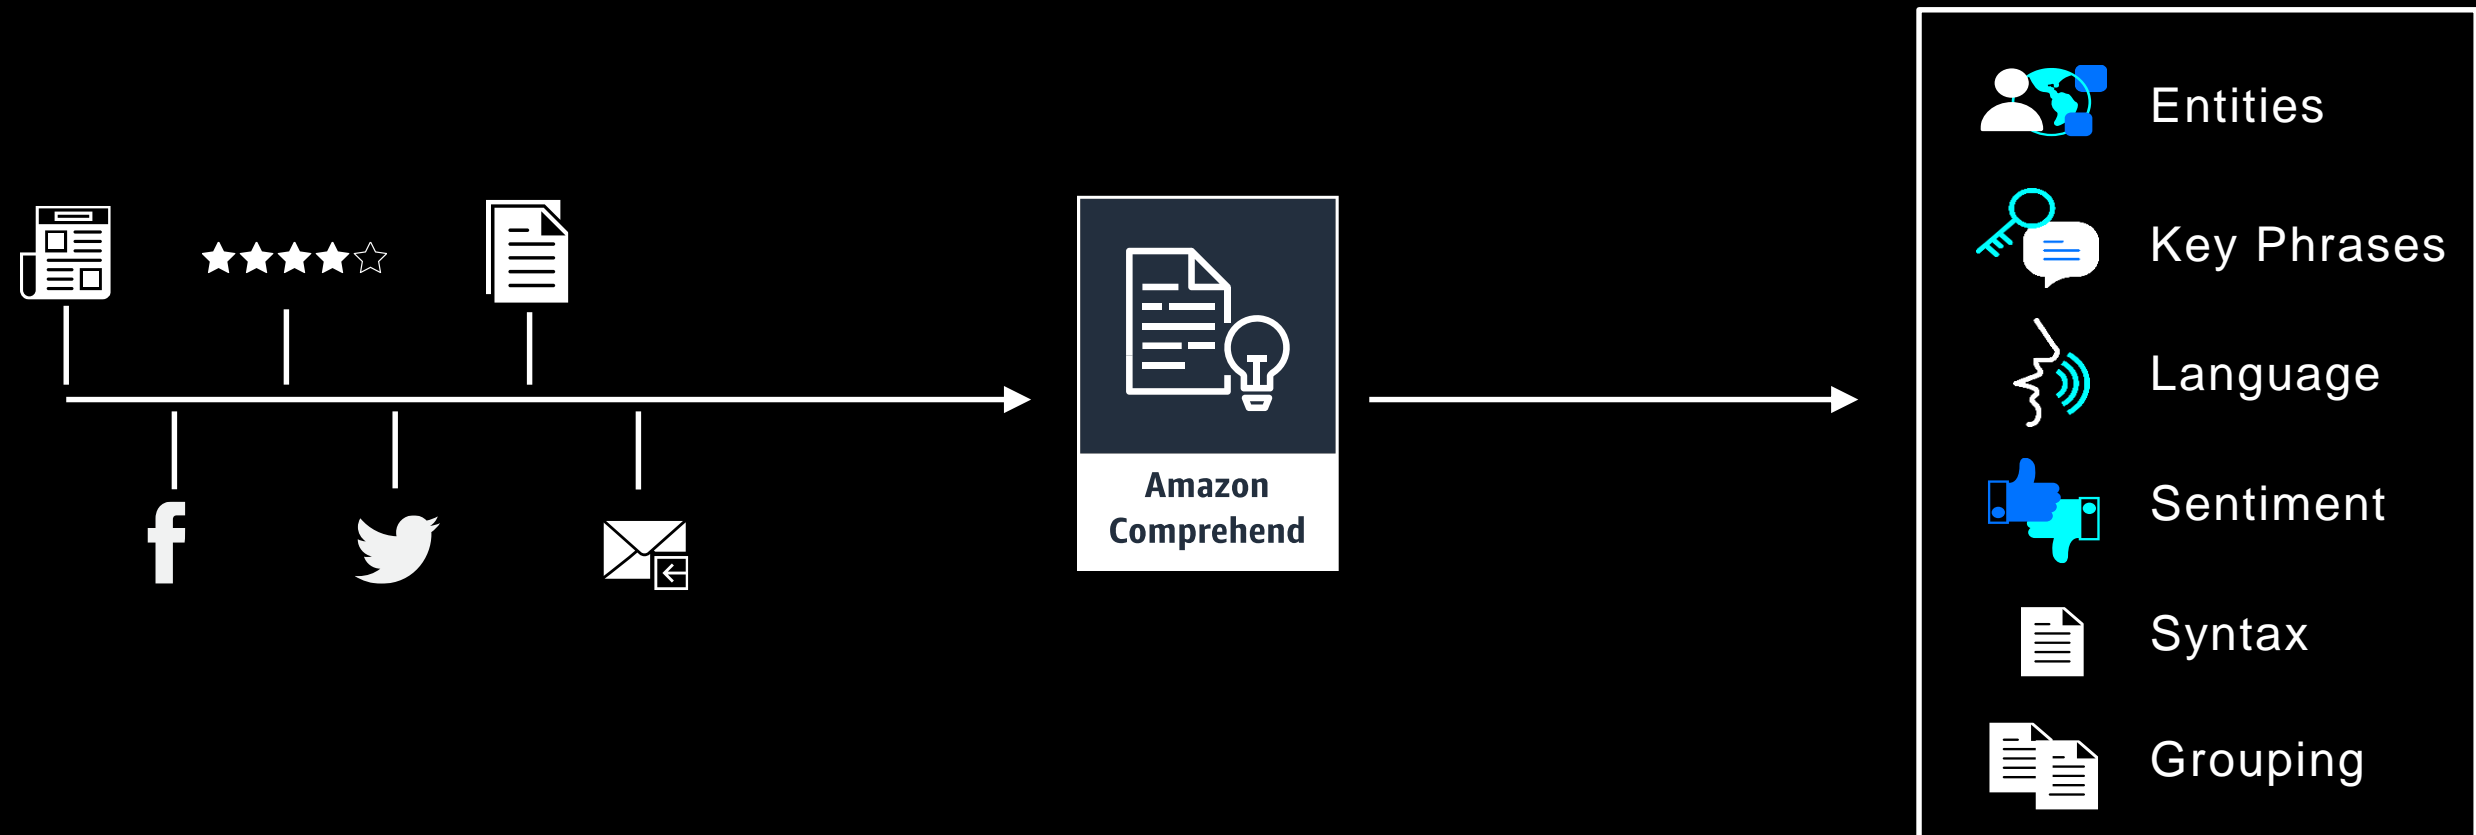 Amazon
Comprehend
Entities
Key Phrases
Language
Sentiment
Syntax
Grouping